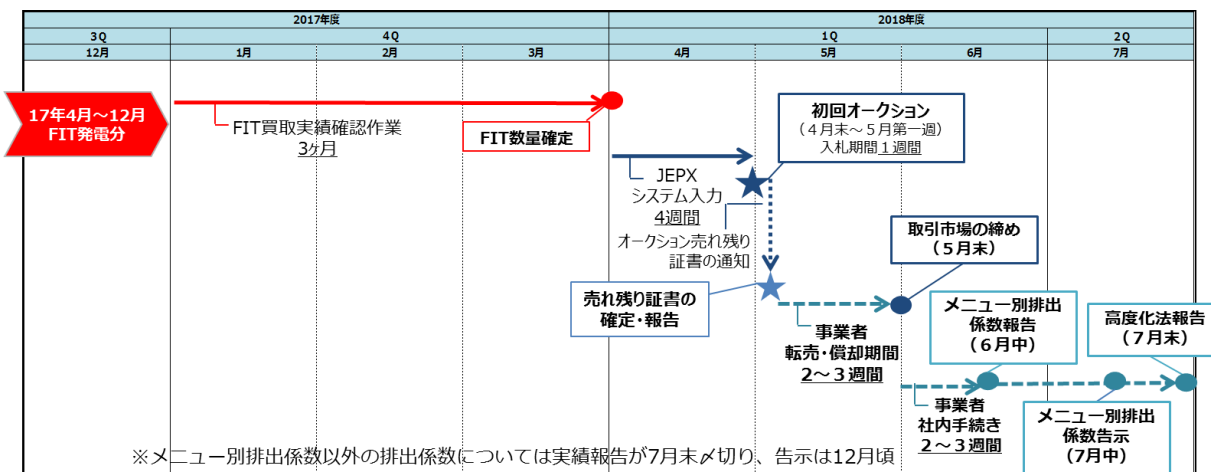 2017年度
2018年度
3Q
4Q
1Q
2Q
12月
1月
2月
3月
4月
5月
6月
7月
17年4月～12月
FIT発電分
FIT買取実績確認作業
3ヶ月
FIT数量確定
初回オークション
（４月末～５月第一週）
入札期間１週間
JEPX
システム入力
4週間
オークション売れ残り
証書の通知
取引市場の締め
（５月末）
売れ残り証書の
確定・報告
事業者
転売・償却期間
2～３週間
メニュー別排出
係数報告
（６月中）
高度化法報告
（７月末）
事業者
社内手続き
２～３週間
メニュー別排出
係数告示
（7月中）
※メニュー別排出係数以外の排出係数については実績報告が7月末〆切り、告示は12月頃